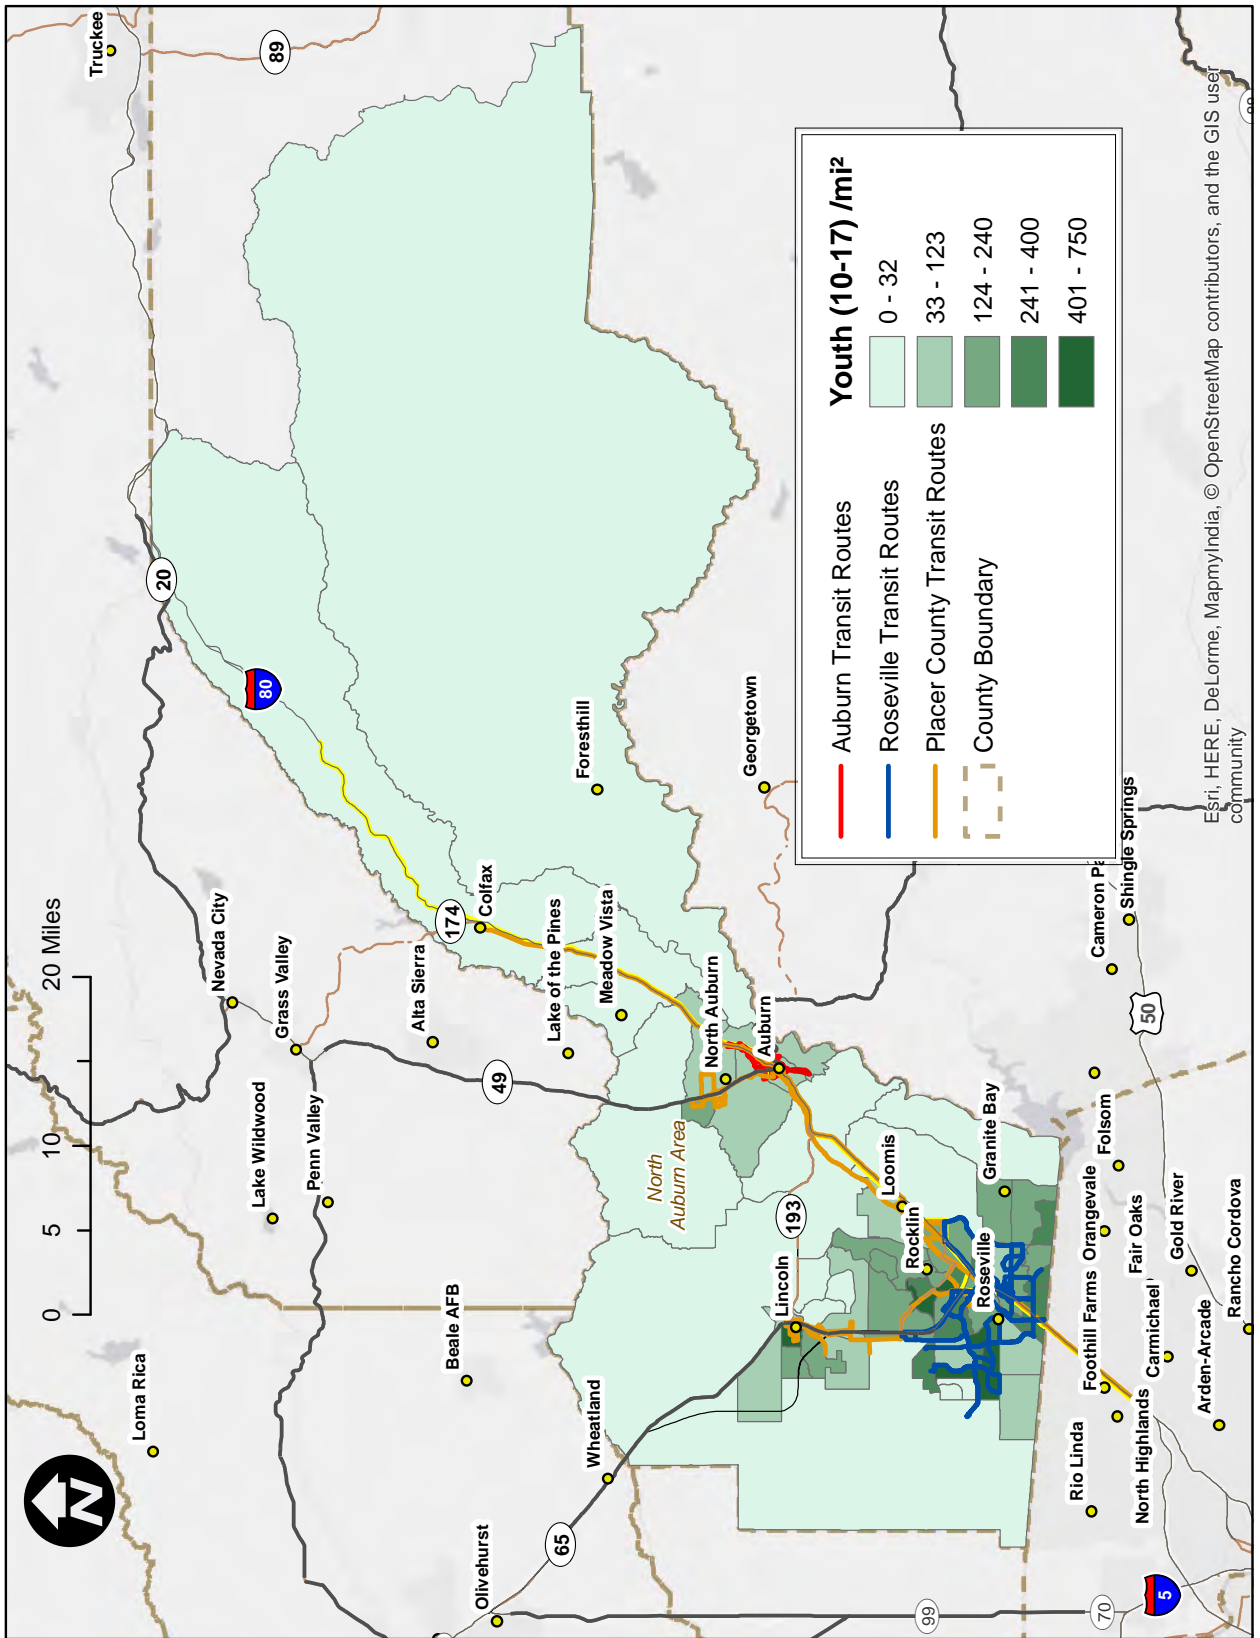 Truckee
89
20
80
Nevada City
Grass Valley
174
Colfax
Foresthill
Georgetown
Alta Sierra
Lake of the Pines
Meadow Vista
49
North Auburn
Auburn
North
Auburn Area
Lake Wildwood
Penn Valley
Loma Rica
Beale AFB
Wheatland
Olivehurst
65
Lincoln
193
Loomis
Rocklin
Roseville
Granite Bay
Folsom
Orangevale
Fair Oaks
Gold River
Rancho Cordova
Foothill Farms
Carmichael
Arden-Arcade
North Highlands
Rio Linda
99
70
5
50
Cameron Pa
Shingle Springs
88
0 5 10 20 Miles
N
Auburn Transit Routes
Roseville Transit Routes
Placer County Transit Routes
County Boundary
Youth (10-17) /mi²
0 - 32
33 - 123
124 - 240
241 - 400
401 - 750
Esri, HERE, DeLorme, MapmyIndia, © OpenStreetMap contributors, and the GIS user
community